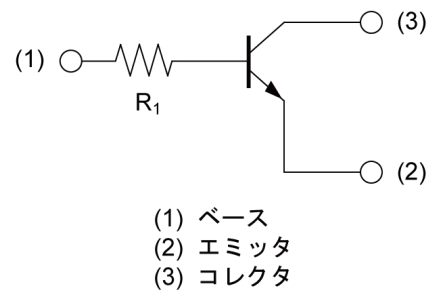 (3)
(1)
R₁
(2)
(1) ベース
(2) エミッタ
(3) コレクタ